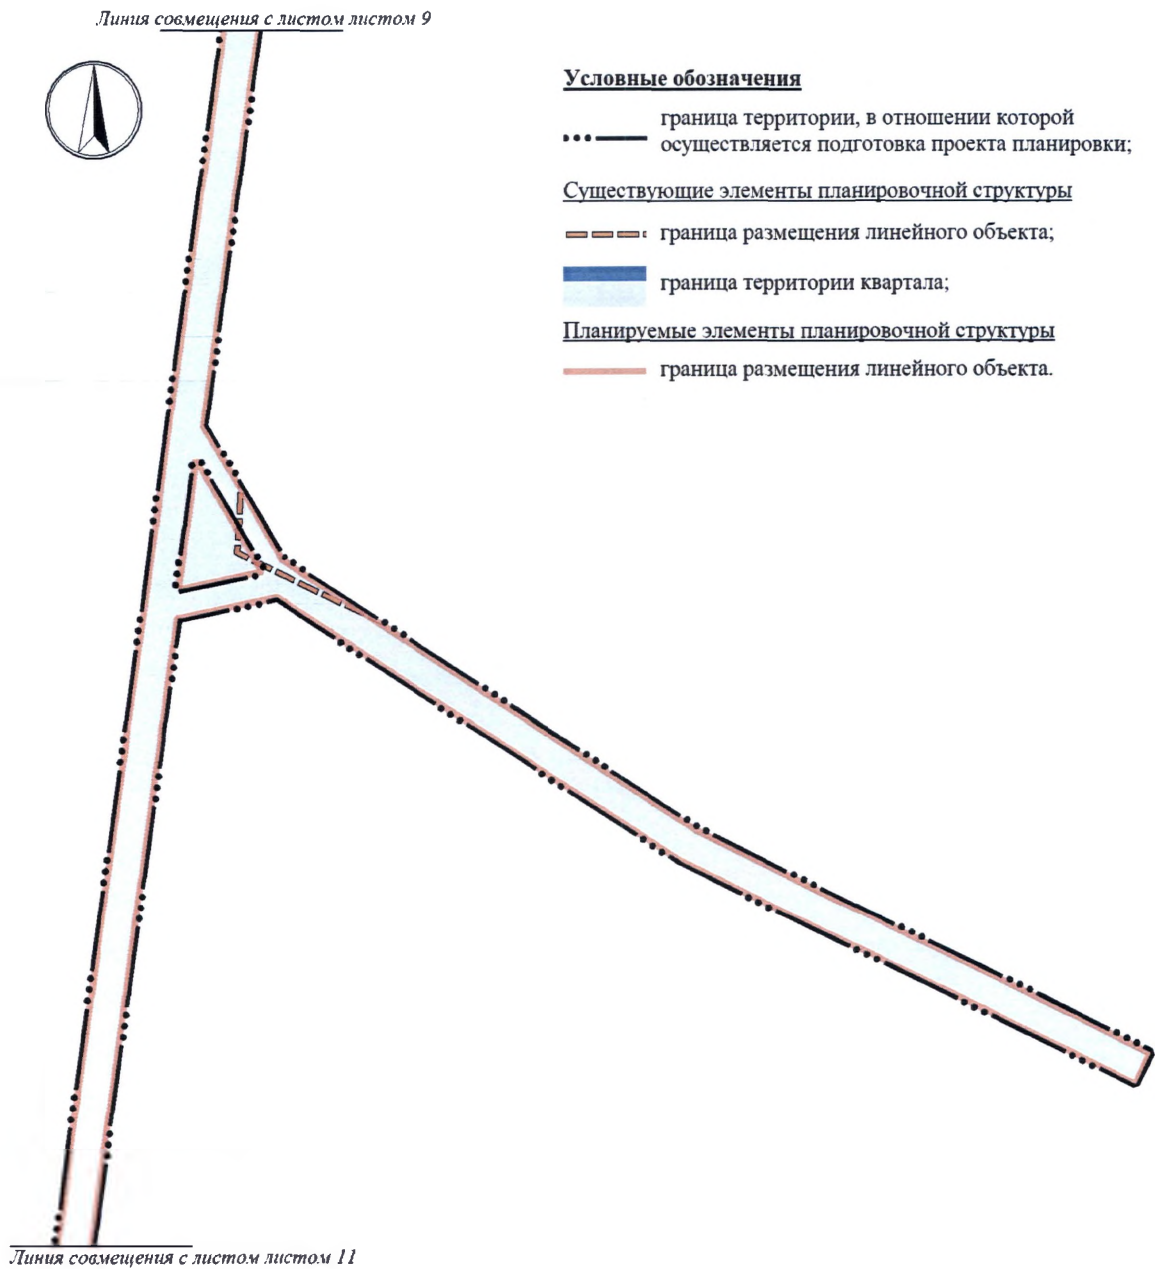 Линия совмещения с листом листом 9
Условные обозначения
граница территории, в отношении которой
осуществляется подготовка проекта планировки;
Существующие элементы планировочной структуры
граница размещения линейного объекта;
граница территории квартала;
Планируемые элементы планировочной структуры
граница размещения линейного объекта.
Линия совмещения с листом листом 11